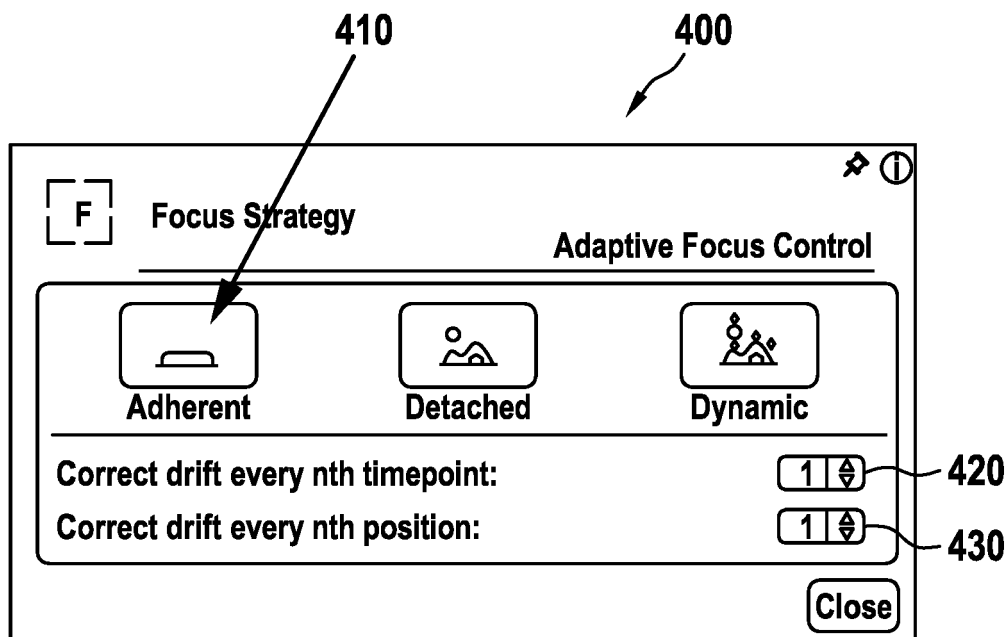 410
400
i
F
Focus Strategy
Adaptive Focus Control
Adherent
Detached
Dynamic
Correct drift every nth timepoint:
1
420
Correct drift every nth position:
1
430
Close